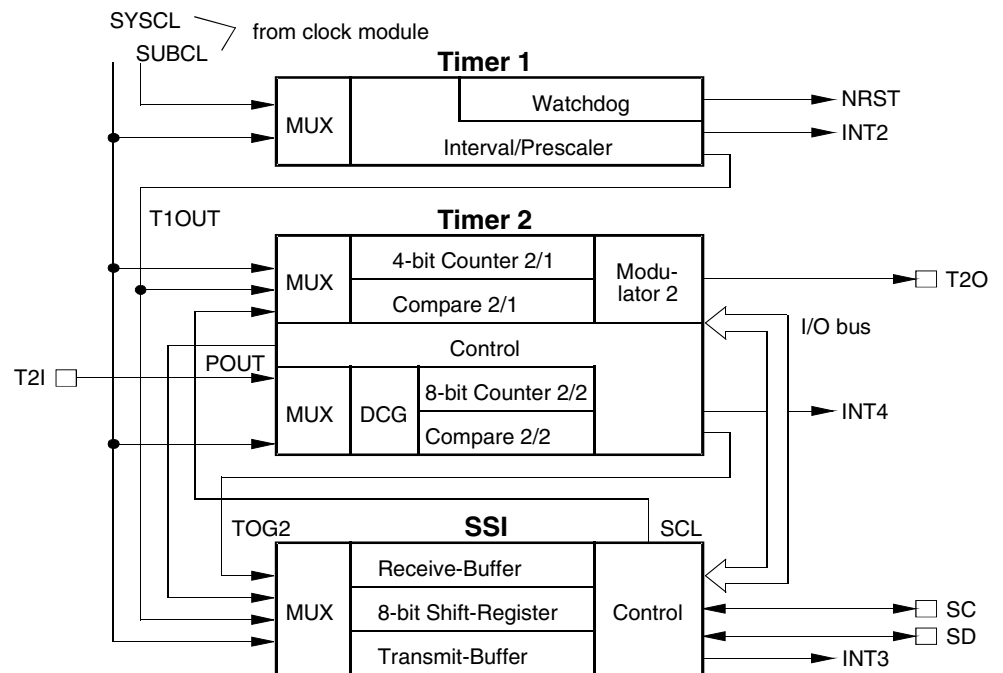 SYSCL
from clock module
SUBCL
Timer 1
Watchdog
NRST
MUX
INT2
Interval/Prescaler
T1OUT
Timer 2
4-bit Counter 2/1
MUX
Modu-
lator 2
T2O
Compare 2/1
I/O bus
Control
POUT
T2I
8-bit Counter 2/2
MUX
DCG
INT4
Compare 2/2
TOG2
SSI
SCL
Receive-Buffer
MUX
8-bit Shift-Register
Control
SC
SD
Transmit-Buffer
INT3